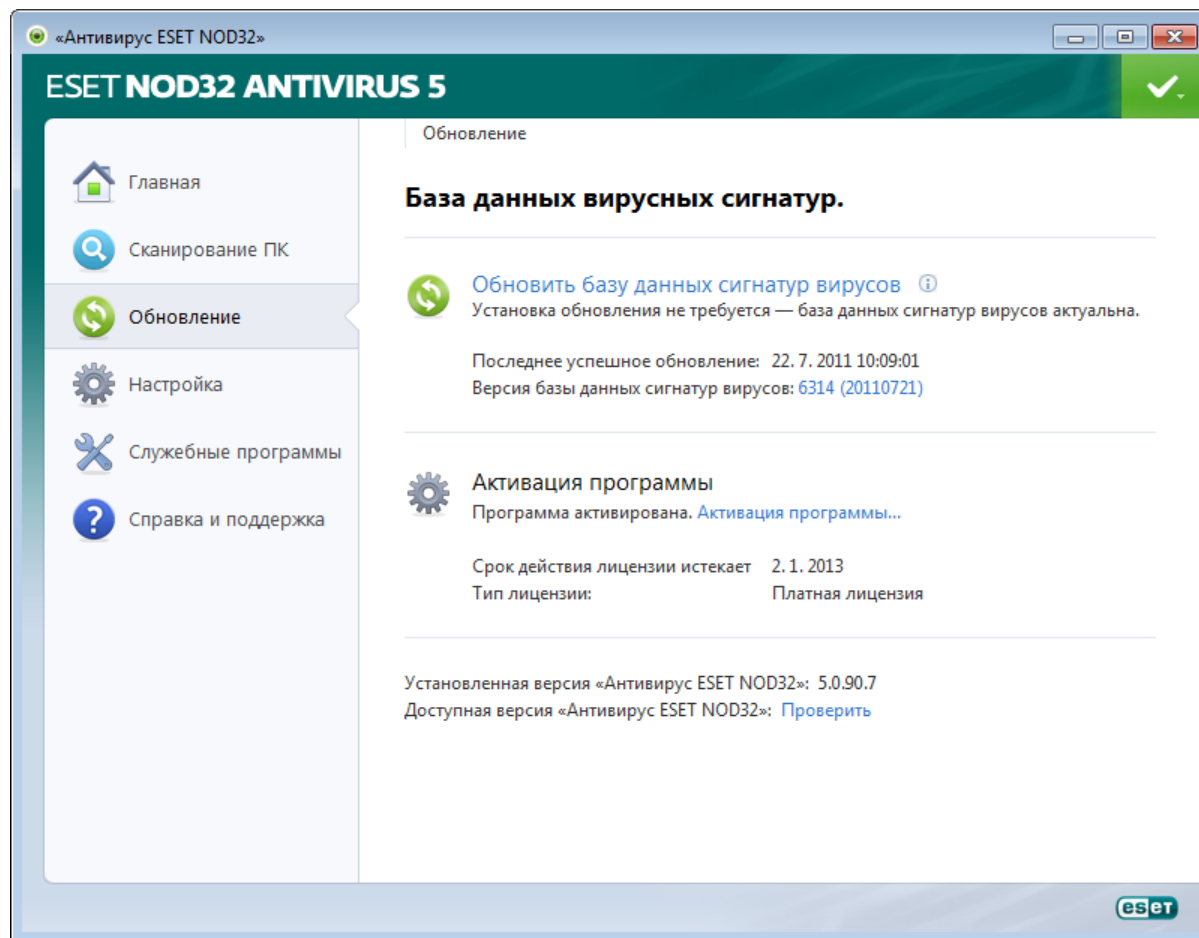 «Антивирус ESET NOD32»
ESET NOD32 ANTIVIRUS 5
Главная
Сканирование ПК
Обновление
Настройка
Служебные программы
Справка и поддержка
Обновление
База данных вирусных сигнатур.
Обновить базу данных сигнатур вирусов
Установка обновления не требуется — база данных сигнатур вирусов актуальна.
Последнее успешное обновление: 22. 7. 2011 10:09:01
Версия базы данных сигнатур вирусов: 6314 (20110721)
Активация программы
Программа активирована. Активация программы...
Срок действия лицензии истекает 2. 1. 2013
Тип лицензии: Платная лицензия
Установленная версия «Антивирус ESET NOD32»: 5.0.90.7
Доступная версия «Антивирус ESET NOD32»: Проверить
eseT